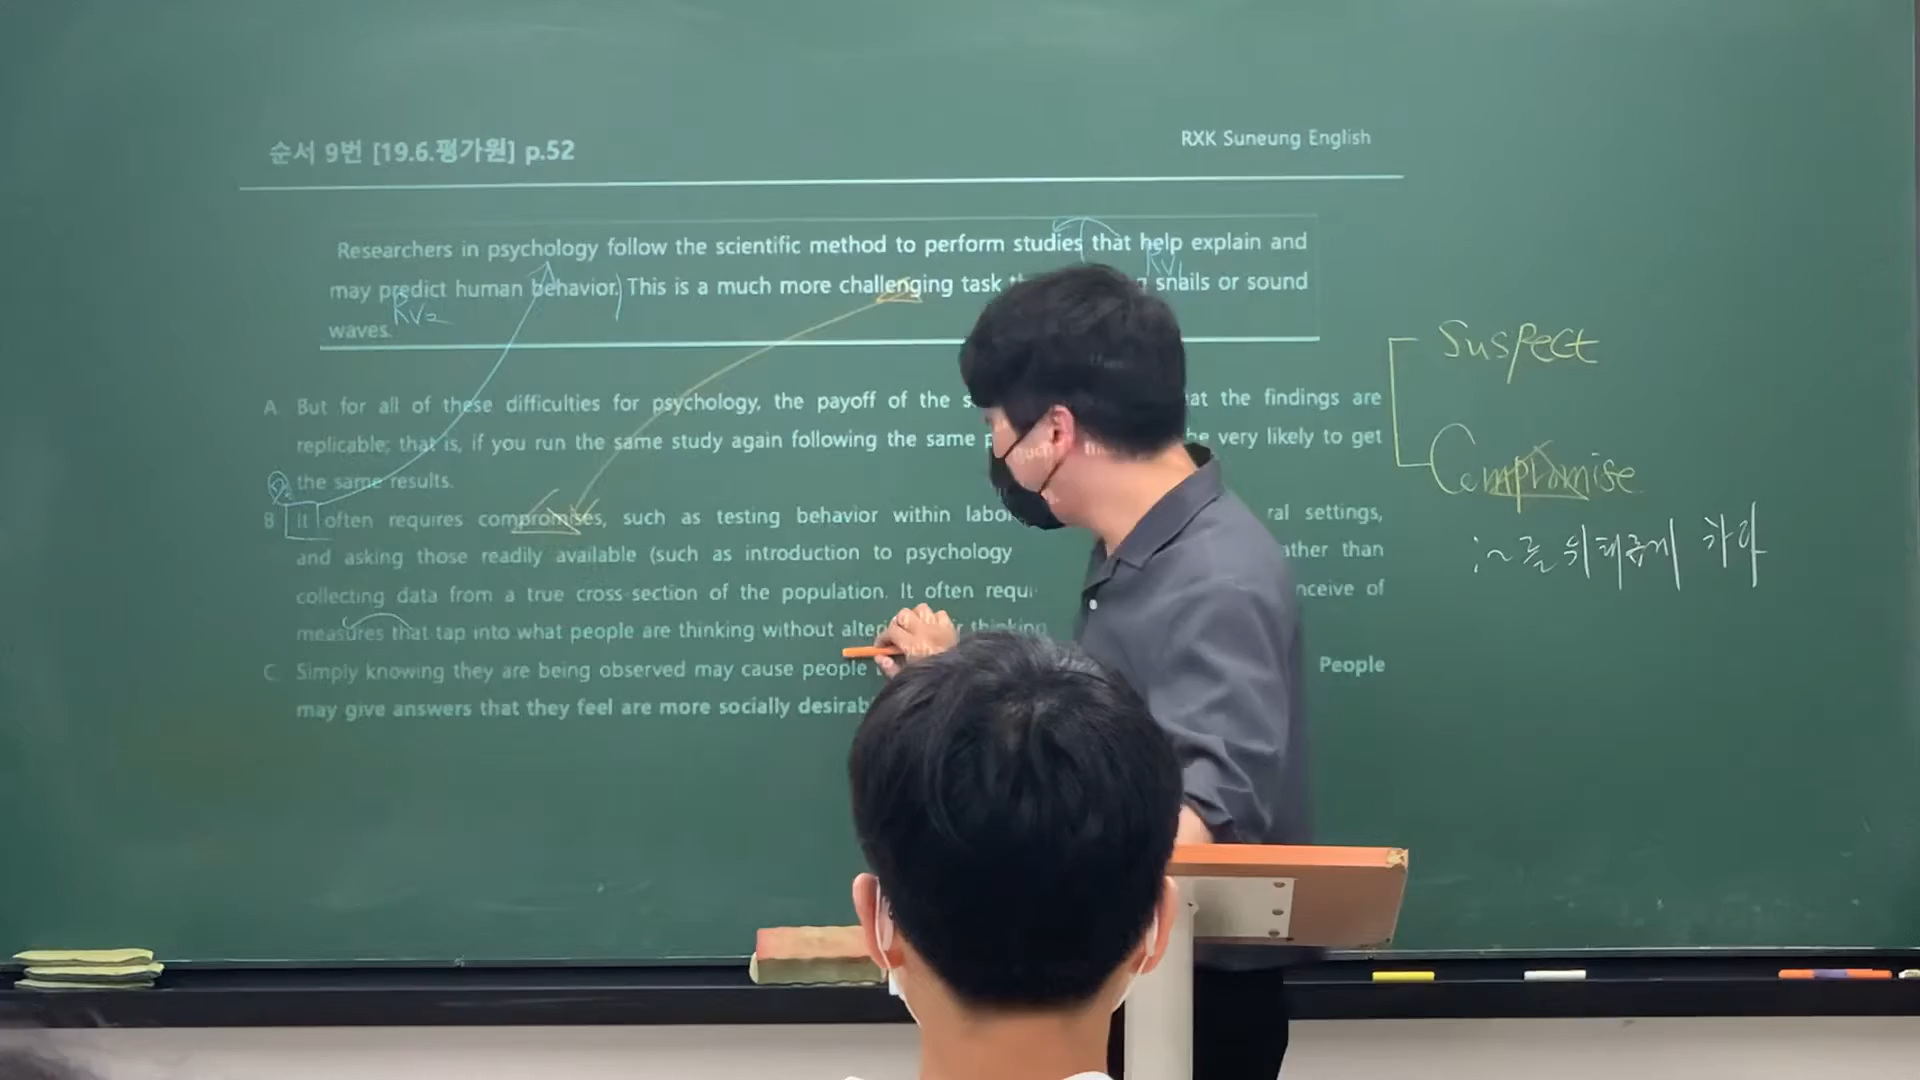 순서 9번 [19.6.평가원] p.52
RXK Suneung English
Researchers in psychology follow the scientific method to perform studies that help explain and
RV1
may predict human behavior.) This is a much more challenging task snails or sound
RV2
waves.
A. But for all of these difficulties for psychology, the payoff of the that the findings are
replicable; that is, if you run the same study again following the same be very likely to get
the same results.
B It often requires compromises, such as testing behavior within settings,
and asking those readily available (such as introduction to psychology rather than
collecting data from a true cross-section of the population. It often conceive of
measures that tap into what people are thinking without thinking
C. Simply knowing they are being observed may cause people People
may give answers that they feel are more socially
Suspect
Compromise
: ~를 위태롭게 하다